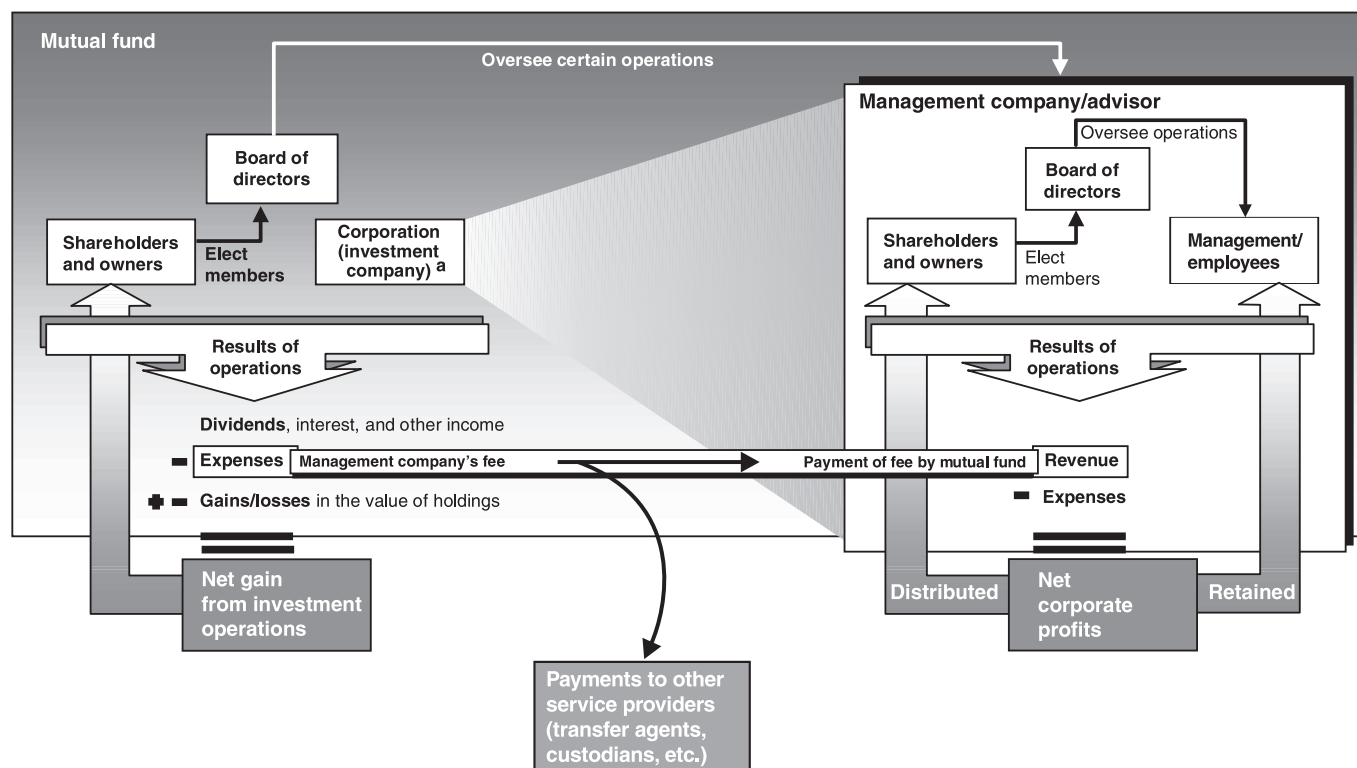 Mutual fund
Oversee certain operations
Board of
directors
Shareholders
and owners
Elect
members
Corporation
(investment
company) a
Results of
operations
Dividends, interest, and other income
Expenses
Management company's fee
Payment of fee by mutual fund
Gains/losses in the value of holdings
Net gain
from investment
operations
Payments to other
service providers
(transfer agents,
custodians, etc.)
Management company/advisor
Oversee operations
Board of
directors
Shareholders
and owners
Elect
members
Management/
employees
Results of
operations
Revenue
Expenses
Distributed
Net
corporate
profits
Retained